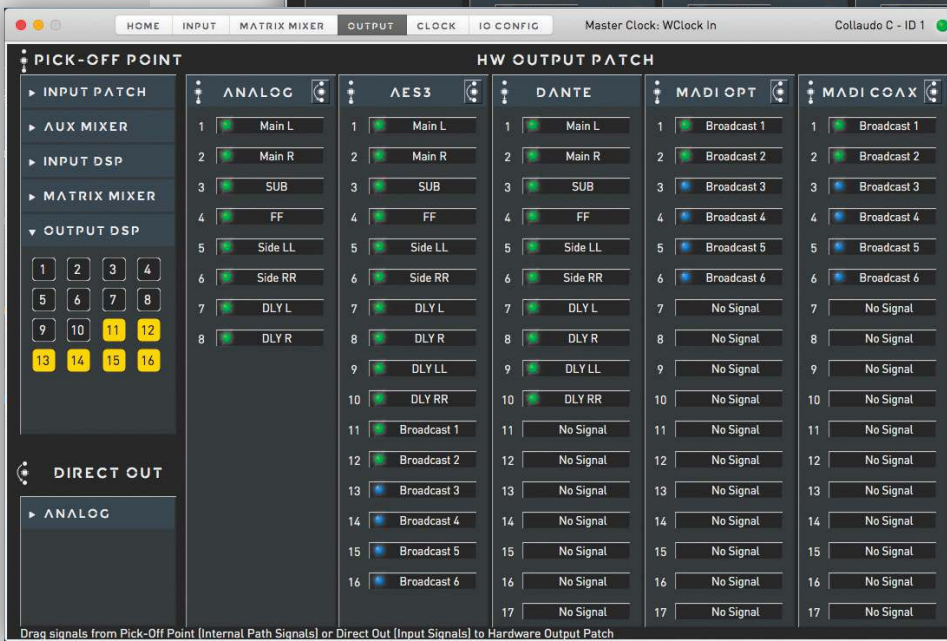 HOME INPUT MATRIX MIXER OUTPUT CLOCK IO CONFIG Master Clock: WClock In Collaudo C - ID 1
PICK-OFF POINT
INPUT PATCH
AUX MIXER
INPUT DSP
MATRIX MIXER
OUTPUT DSP
1 2 3 4
5 6 7 8
9 10 11 12
13 14 15 16
DIRECT OUT
ANALOG
HW OUTPUT PATCH
ANALOG
1 Main L
2 Main R
3 SUB
4 FF
5 Side LL
6 Side RR
7 DLY L
8 DLY R
AES3
1 Main L
2 Main R
3 SUB
4 FF
5 Side LL
6 Side RR
7 DLY L
8 DLY R
9 DLY LL
10 DLY RR
11 Broadcast 1
12 Broadcast 2
13 Broadcast 3
14 Broadcast 4
15 Broadcast 5
16 Broadcast 6
DANTE
1 Main L
2 Main R
3 SUB
4 FF
5 Side LL
6 Side RR
7 DLY L
8 DLY R
9 DLY LL
10 DLY RR
11 No Signal
12 No Signal
13 No Signal
14 No Signal
15 No Signal
16 No Signal
17 No Signal
MADI OPT
1 Broadcast 1
2 Broadcast 2
3 Broadcast 3
4 Broadcast 4
5 Broadcast 5
6 Broadcast 6
7 No Signal
8 No Signal
9 No Signal
10 No Signal
11 No Signal
12 No Signal
13 No Signal
14 No Signal
15 No Signal
16 No Signal
17 No Signal
MADI COAX
1 Broadcast 1
2 Broadcast 2
3 Broadcast 3
4 Broadcast 4
5 Broadcast 5
6 Broadcast 6
7 No Signal
8 No Signal
9 No Signal
10 No Signal
11 No Signal
12 No Signal
13 No Signal
14 No Signal
15 No Signal
16 No Signal
17 No Signal
Drag signals from Pick-Off Point (Internal Path Signals) or Direct Out (Input Signals) to Hardware Output Patch